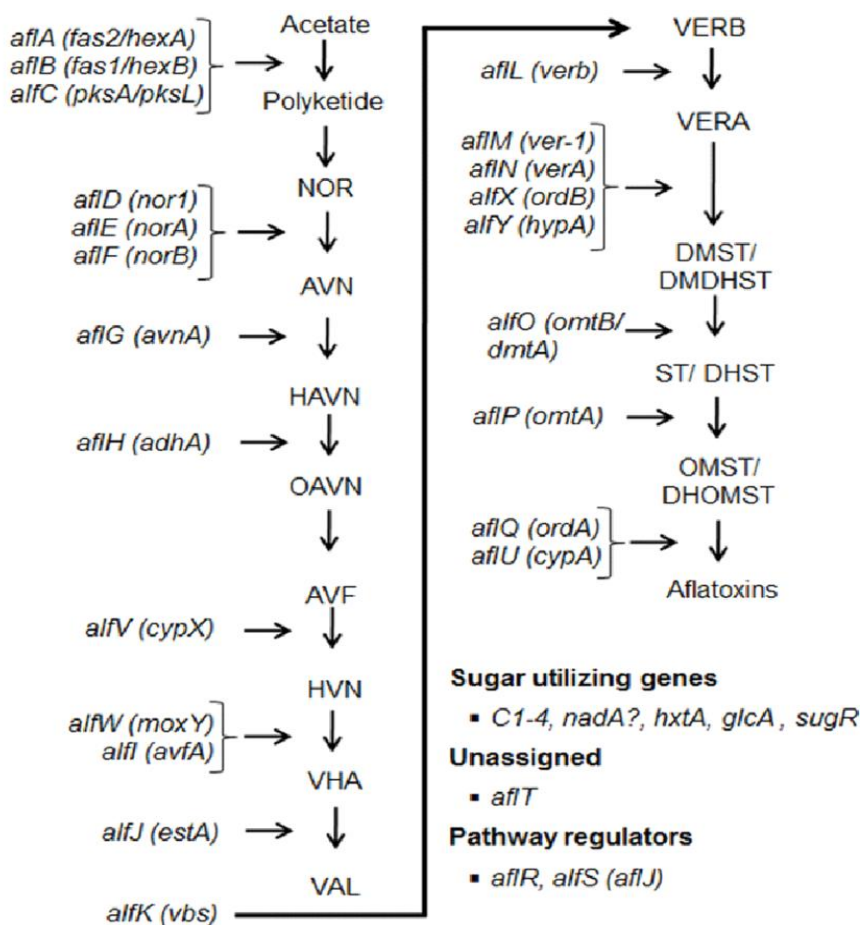 aflA (fas2/hexA)
aflB (fas1/hexB)
alfC (pksA/pksL)
Acetate
Polyketide
NOR
aflD (nor1)
aflE (norA)
aflF (norB)
AVN
aflG (avnA)
HAVN
aflH (adhA)
OAVN
AVF
alfV (cypX)
HVN
alfW (moxY)
alfI (avfA)
VHA
alfJ (estA)
VAL
alfK (vbs)
VERB
aflL (verb)
VERA
aflM (ver-1)
aflN (verA)
alfX (ordB)
alfY (hypA)
DMST/
DMDHST
alfO (omtB/
dmtA)
ST/ DHST
aflP (omtA)
OMST/
DHOMST
aflQ (ordA)
aflU (cypA)
Aflatoxins
Sugar utilizing genes
▪ C1-4, nadA?, hxtA, glcA , sugR
Unassigned
▪ aflT
Pathway regulators
▪ aflR, alfS (aflJ)